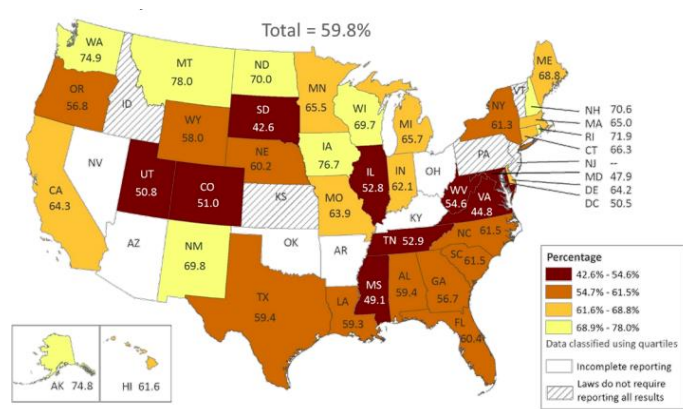 Total = 59.8%
WA
74.9
MT
78.0
ND
70.0
MN
65.5
ME
68.8
VT
OR
56.8
ID
SD
42.6
WI
69.7
MI
65.7
NY
61.3
NH 70.6
MA 65.0
RI 71.9
CT 66.3
NJ --
MD 47.9
DE 64.2
DC 50.5
WY
58.0
NE
60.2
IA
76.7
PA
NV
UT
50.8
CO
51.0
KS
MO
63.9
IL
52.8
IN
62.1
OH
WV
54.6
VA
44.8
KY
CA
64.3
AZ
NM
69.8
OK
AR
TN 52.9
NC 61.5
SC
61.5
TX
59.4
LA
59.3
MS
49.1
AL
59.4
GA
56.7
FL
60.4
AK 74.8
HI 61.6
Percentage
42.6% - 54.6%
54.7% - 61.5%
61.6% - 68.8%
68.9% - 78.0%
Data classified using quartiles
Incomplete reporting
Laws do not require
reporting all results